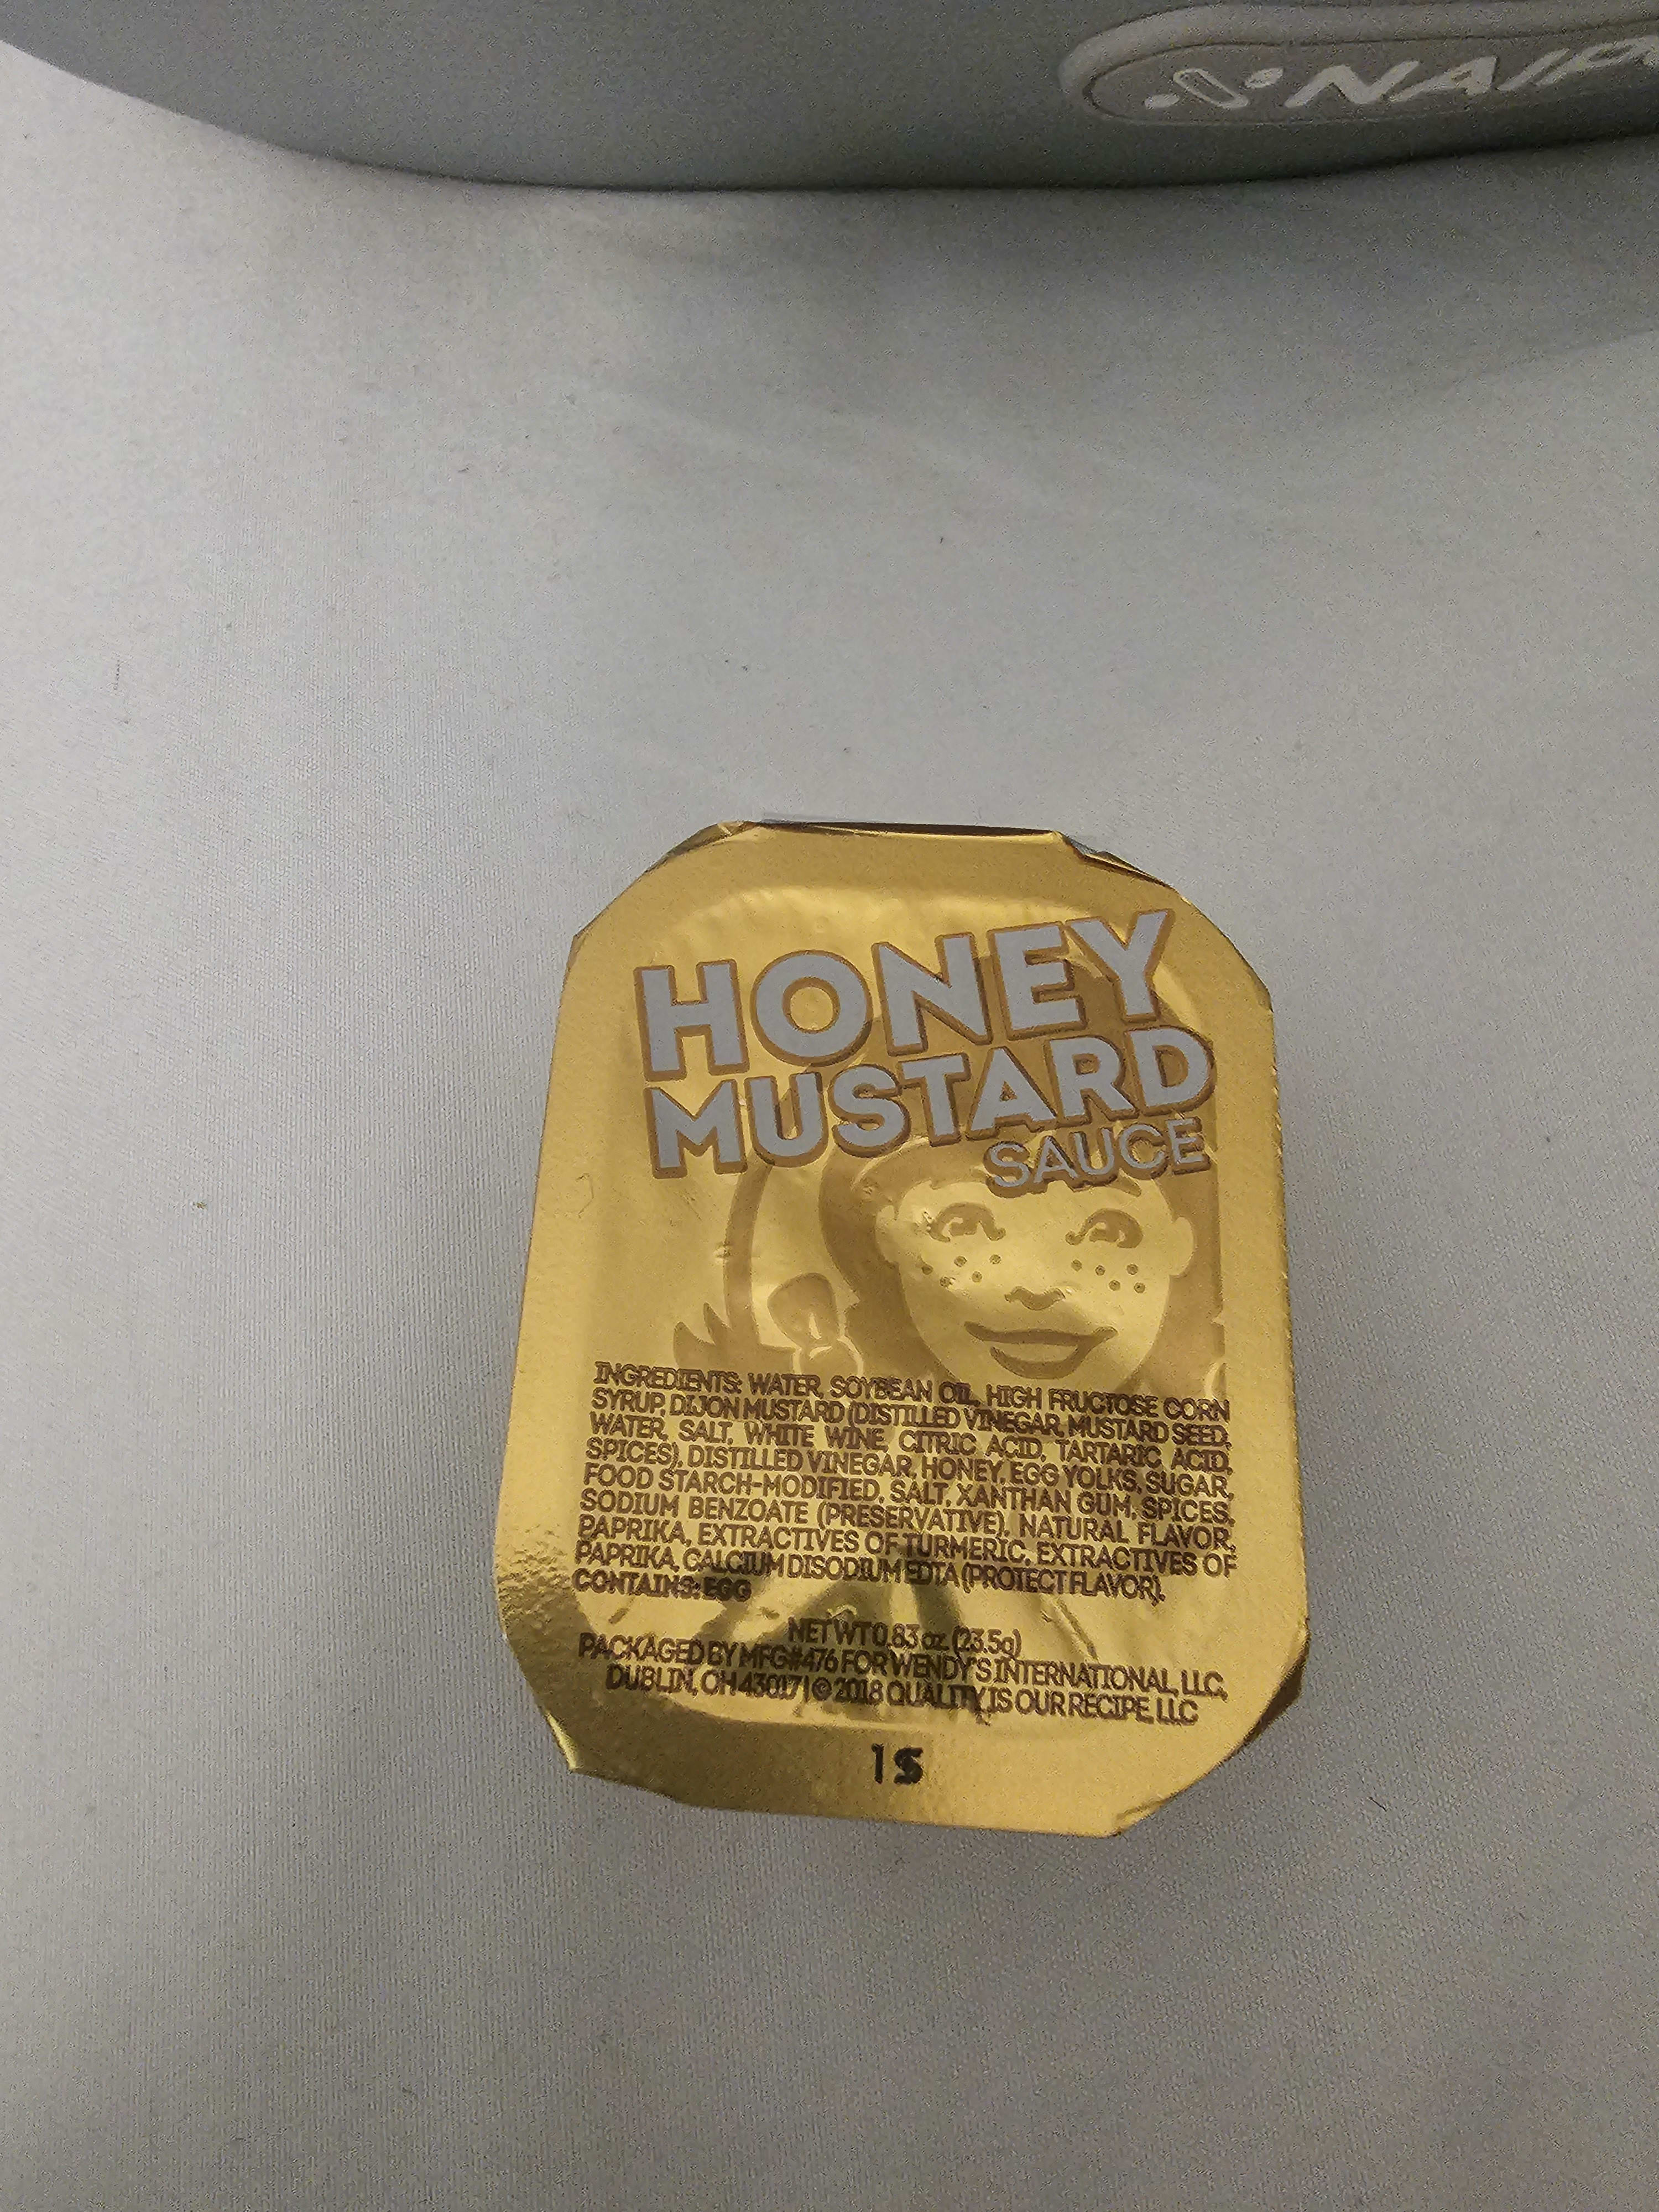 HONEY
MUSTARD
SAUCE
INGREDIENTS: WATER, SOYBEAN OIL, HIGH FRUCTOSE CORN
SYRUP, DIJON MUSTARD (DISTILLED VINEGAR, MUSTARD SEED,
WATER, SALT, WHITE WINE, CITRIC ACID, TARTARIC ACID,
SPICES), DISTILLED VINEGAR, HONEY, EGG YOLKS, SUGAR,
FOOD STARCH-MODIFIED, SALT, XANTHAN GUM, SPICES,
SODIUM BENZOATE (PRESERVATIVE), NATURAL FLAVOR,
PAPRIKA, EXTRACTIVES OF TURMERIC, EXTRACTIVES OF
PAPRIKA, CALCIUM DISODIUM EDTA (PROTECT FLAVOR).
CONTAINS: EGG
NET WT 0.83 oz. (23.5g)
PACKAGED BY MFG#476 FOR WENDY'S INTERNATIONAL, LLC,
DUBLIN, OH 43017 | © 2018 QUALITY IS OUR RECIPE, LLC